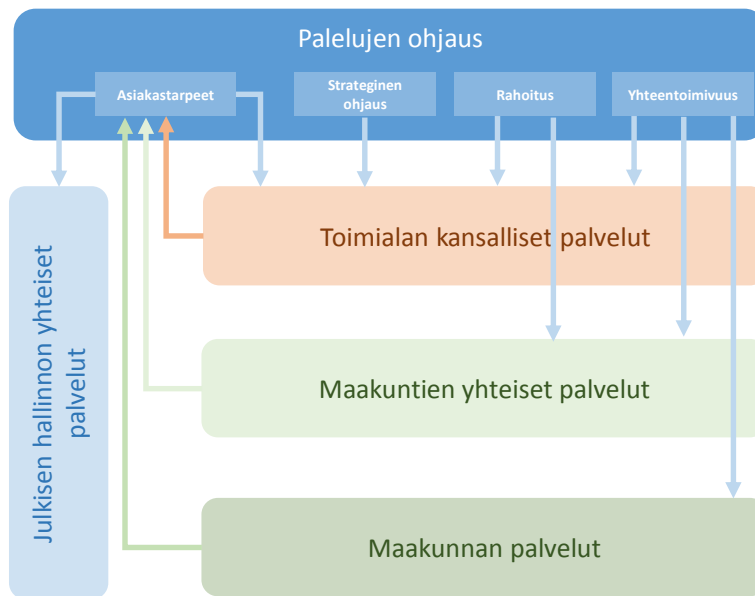 Palelujen ohjaus
Asiakastarpeet
Strateginen
ohjaus
Rahoitus
Yhteentoimivuus
Julkisen hallinnon yhteiset
palvelut
Toimialan kansalliset palvelut
Maakuntien yhteiset palvelut
Maakunnan palvelut